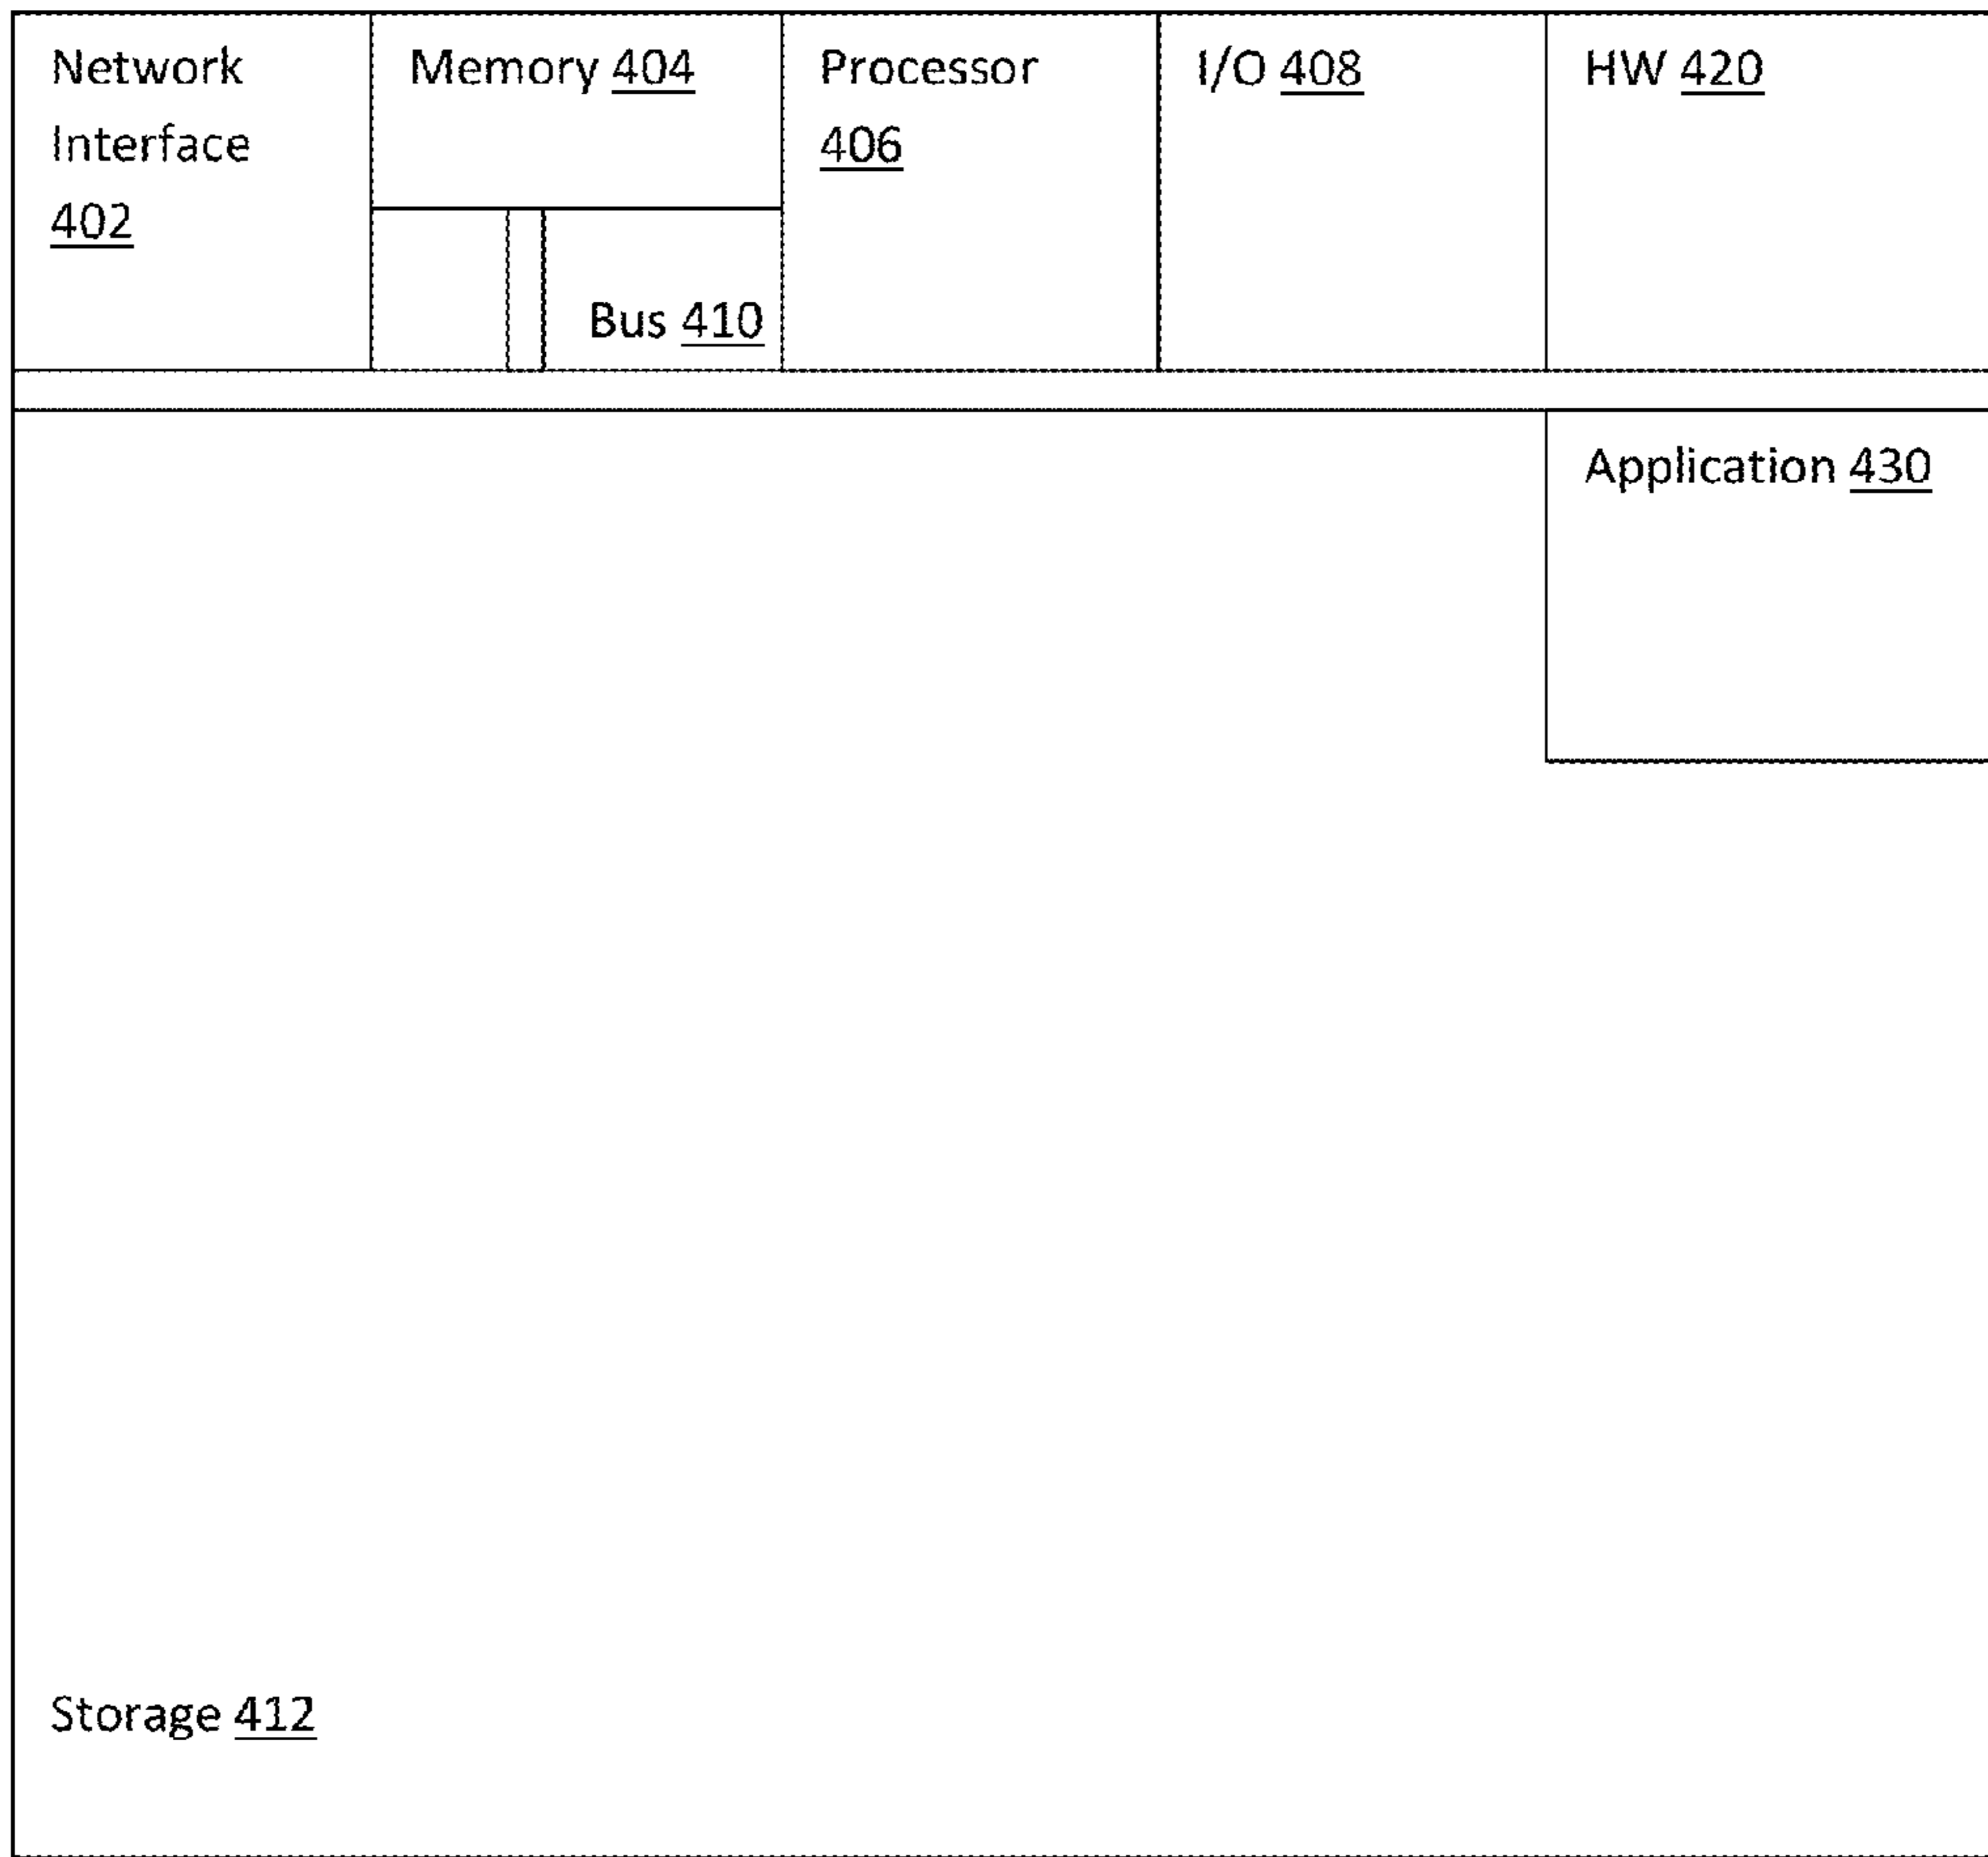 Network
Interface
402
Memory 404
Processor
406
I/O 408
HW 420
Bus 410
Application 430
Storage 412